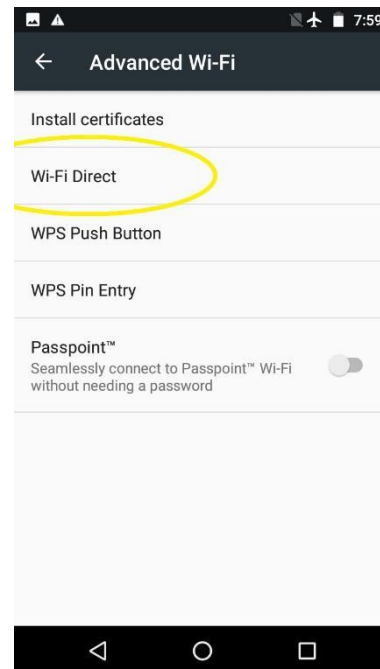 7:59
Advanced Wi-Fi
Install certificates
Wi-Fi Direct
WPS Push Button
WPS Pin Entry
Passpoint™
Seamlessly connect to Passpoint™ Wi-Fi
without needing a password